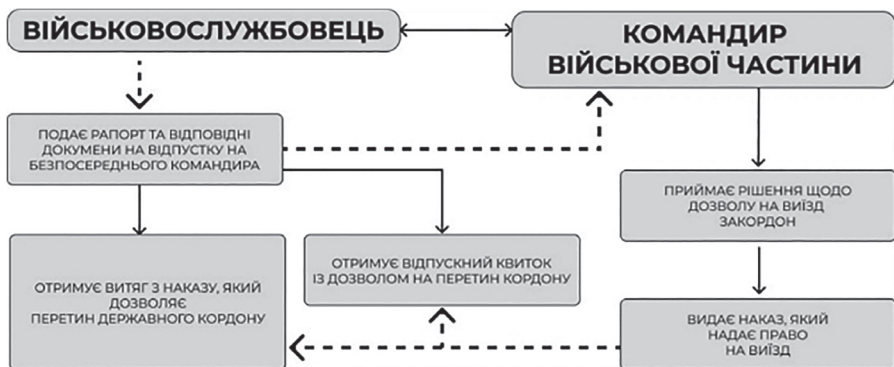 ВІЙСЬКОВОСЛУЖБОВЕЦЬ
КОМАНДИР
ВІЙСЬКОВОЇ ЧАСТИНИ
ПОДАЄ РАПОРТ ТА ВІДПОВІДНІ
ДОКУМЕНИ НА ВІДПУСТКУ НА
БЕЗПОСЕРЕДНЬОГО КОМАНДИРА
ПРИЙМАЄ РІШЕННЯ ЩОДО
ДОЗВОЛУ НА ВИЇЗД
ЗАКОРДОН
ОТРИМУЄ ВИТЯГ З НАКАЗУ, ЯКИЙ
ДОЗВОЛЯЄ
ПЕРЕТИН ДЕРЖАВНОГО КОРДОНУ
ОТРИМУЄ ВІДПУСКНИЙ КВИТОК
ІЗ ДОЗВОЛОМ НА ПЕРЕТИН КОРДОНУ
ВИДАЄ НАКАЗ, ЯКИЙ
НАДАЄ ПРАВО
НА ВИЇЗД